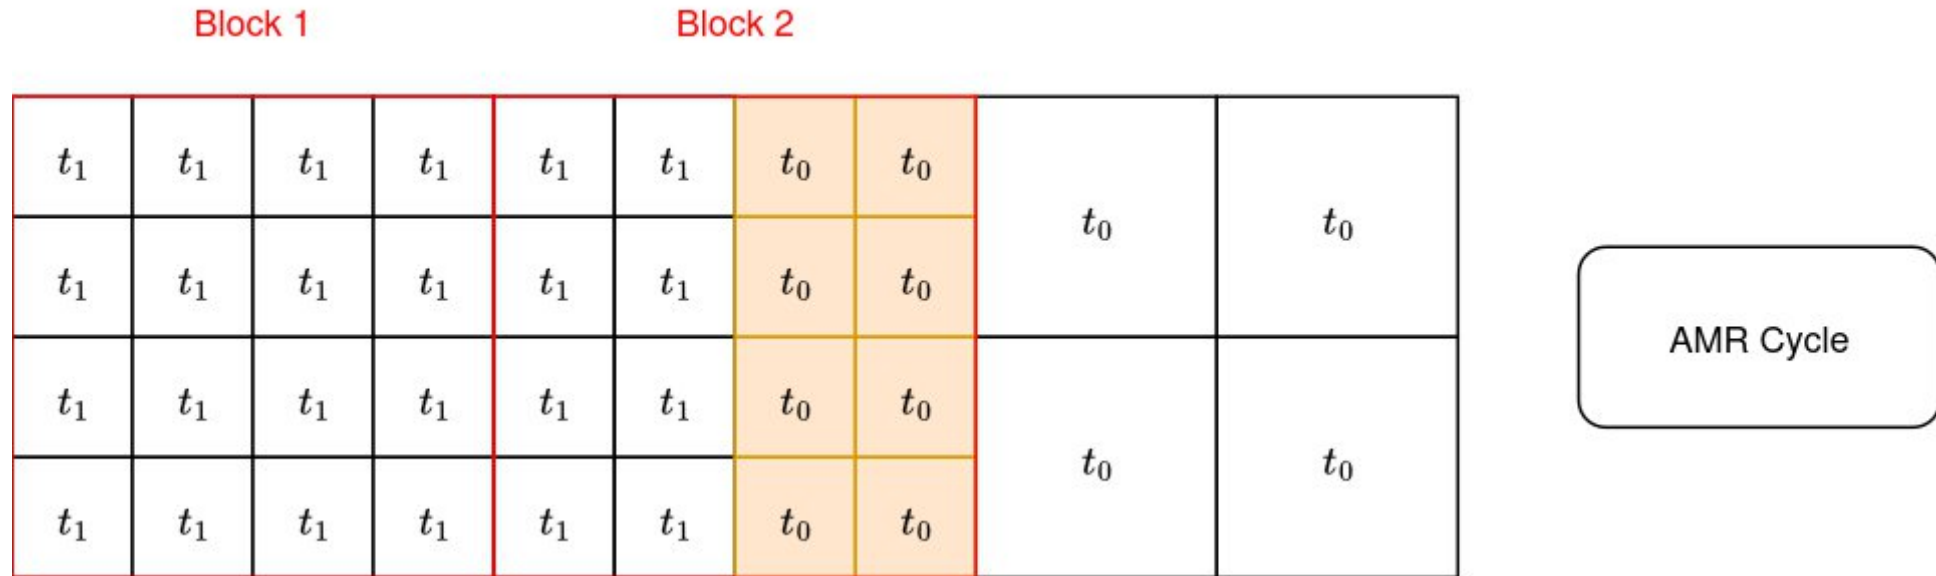 Block 1 Block 2
t₁ t₁ t₁ t₁ t₁ t₁ t₀ t₀
t₀ t₀
t₁ t₁ t₁ t₁ t₁ t₁ t₀ t₀
AMR Cycle
t₁ t₁ t₁ t₁ t₁ t₁ t₀ t₀
t₀ t₀
t₁ t₁ t₁ t₁ t₁ t₁ t₀ t₀